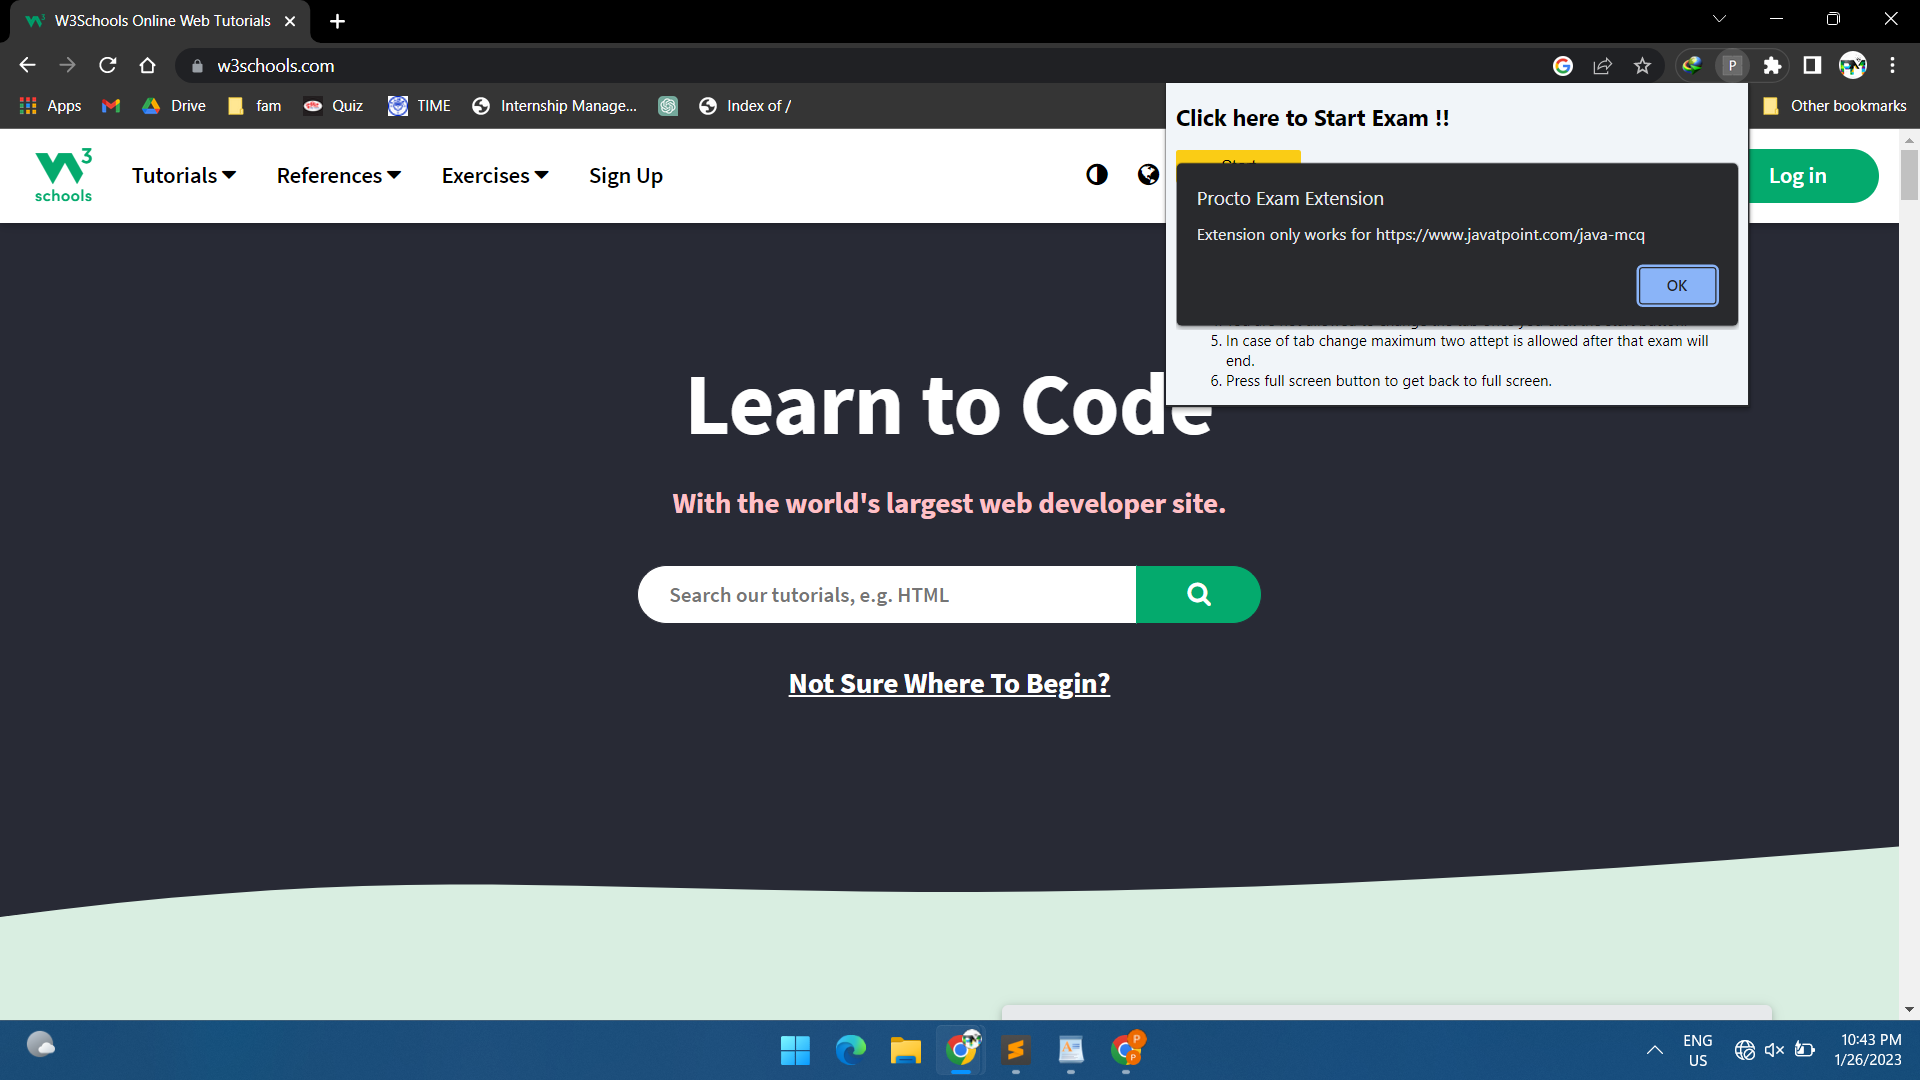 W3Schools Online Web Tutorials
w3schools.com
Apps
Drive
fam
Quiz
TIME
Internship Manage...
Index of /
Other bookmarks
Click here to Start Exam !!
Start
Procto Exam Extension
Extension only works for https://www.javatpoint.com/java-mcq
OK
5. In case of tab change maximum two attept is allowed after that exam will
end.
6. Press full screen button to get back to full screen.
W3
schools
Tutorials
References
Exercises
Sign Up
Log in
Learn to Code
With the world's largest web developer site.
Search our tutorials, e.g. HTML
Not Sure Where To Begin?
ENG
US
10:43 PM
1/26/2023